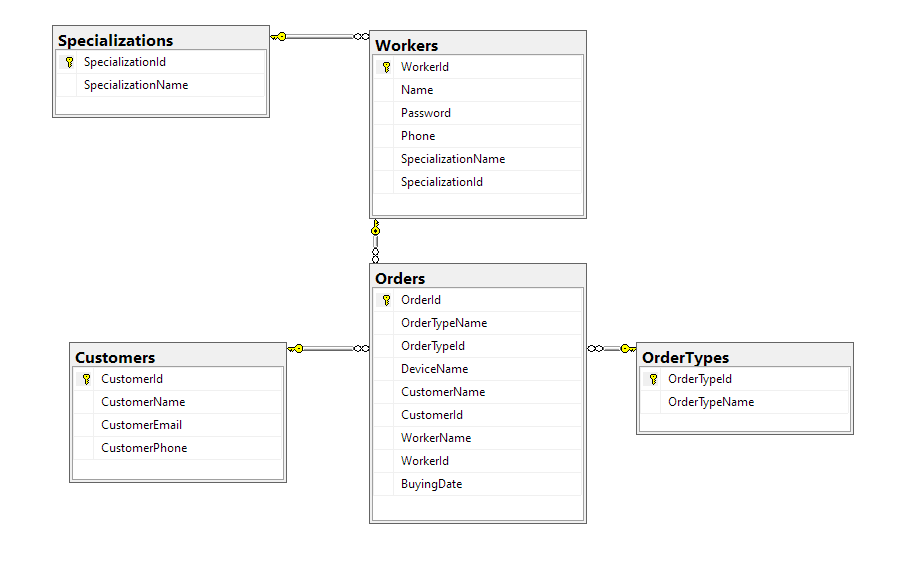 Specializations
SpecializationId
SpecializationName
Workers
WorkerId
Name
Password
Phone
SpecializationName
SpecializationId
Customers
CustomerId
CustomerName
CustomerEmail
CustomerPhone
Orders
OrderId
OrderTypeName
OrderTypeId
DeviceName
CustomerName
CustomerId
WorkerName
WorkerId
BuyingDate
OrderTypes
OrderTypeId
OrderTypeName